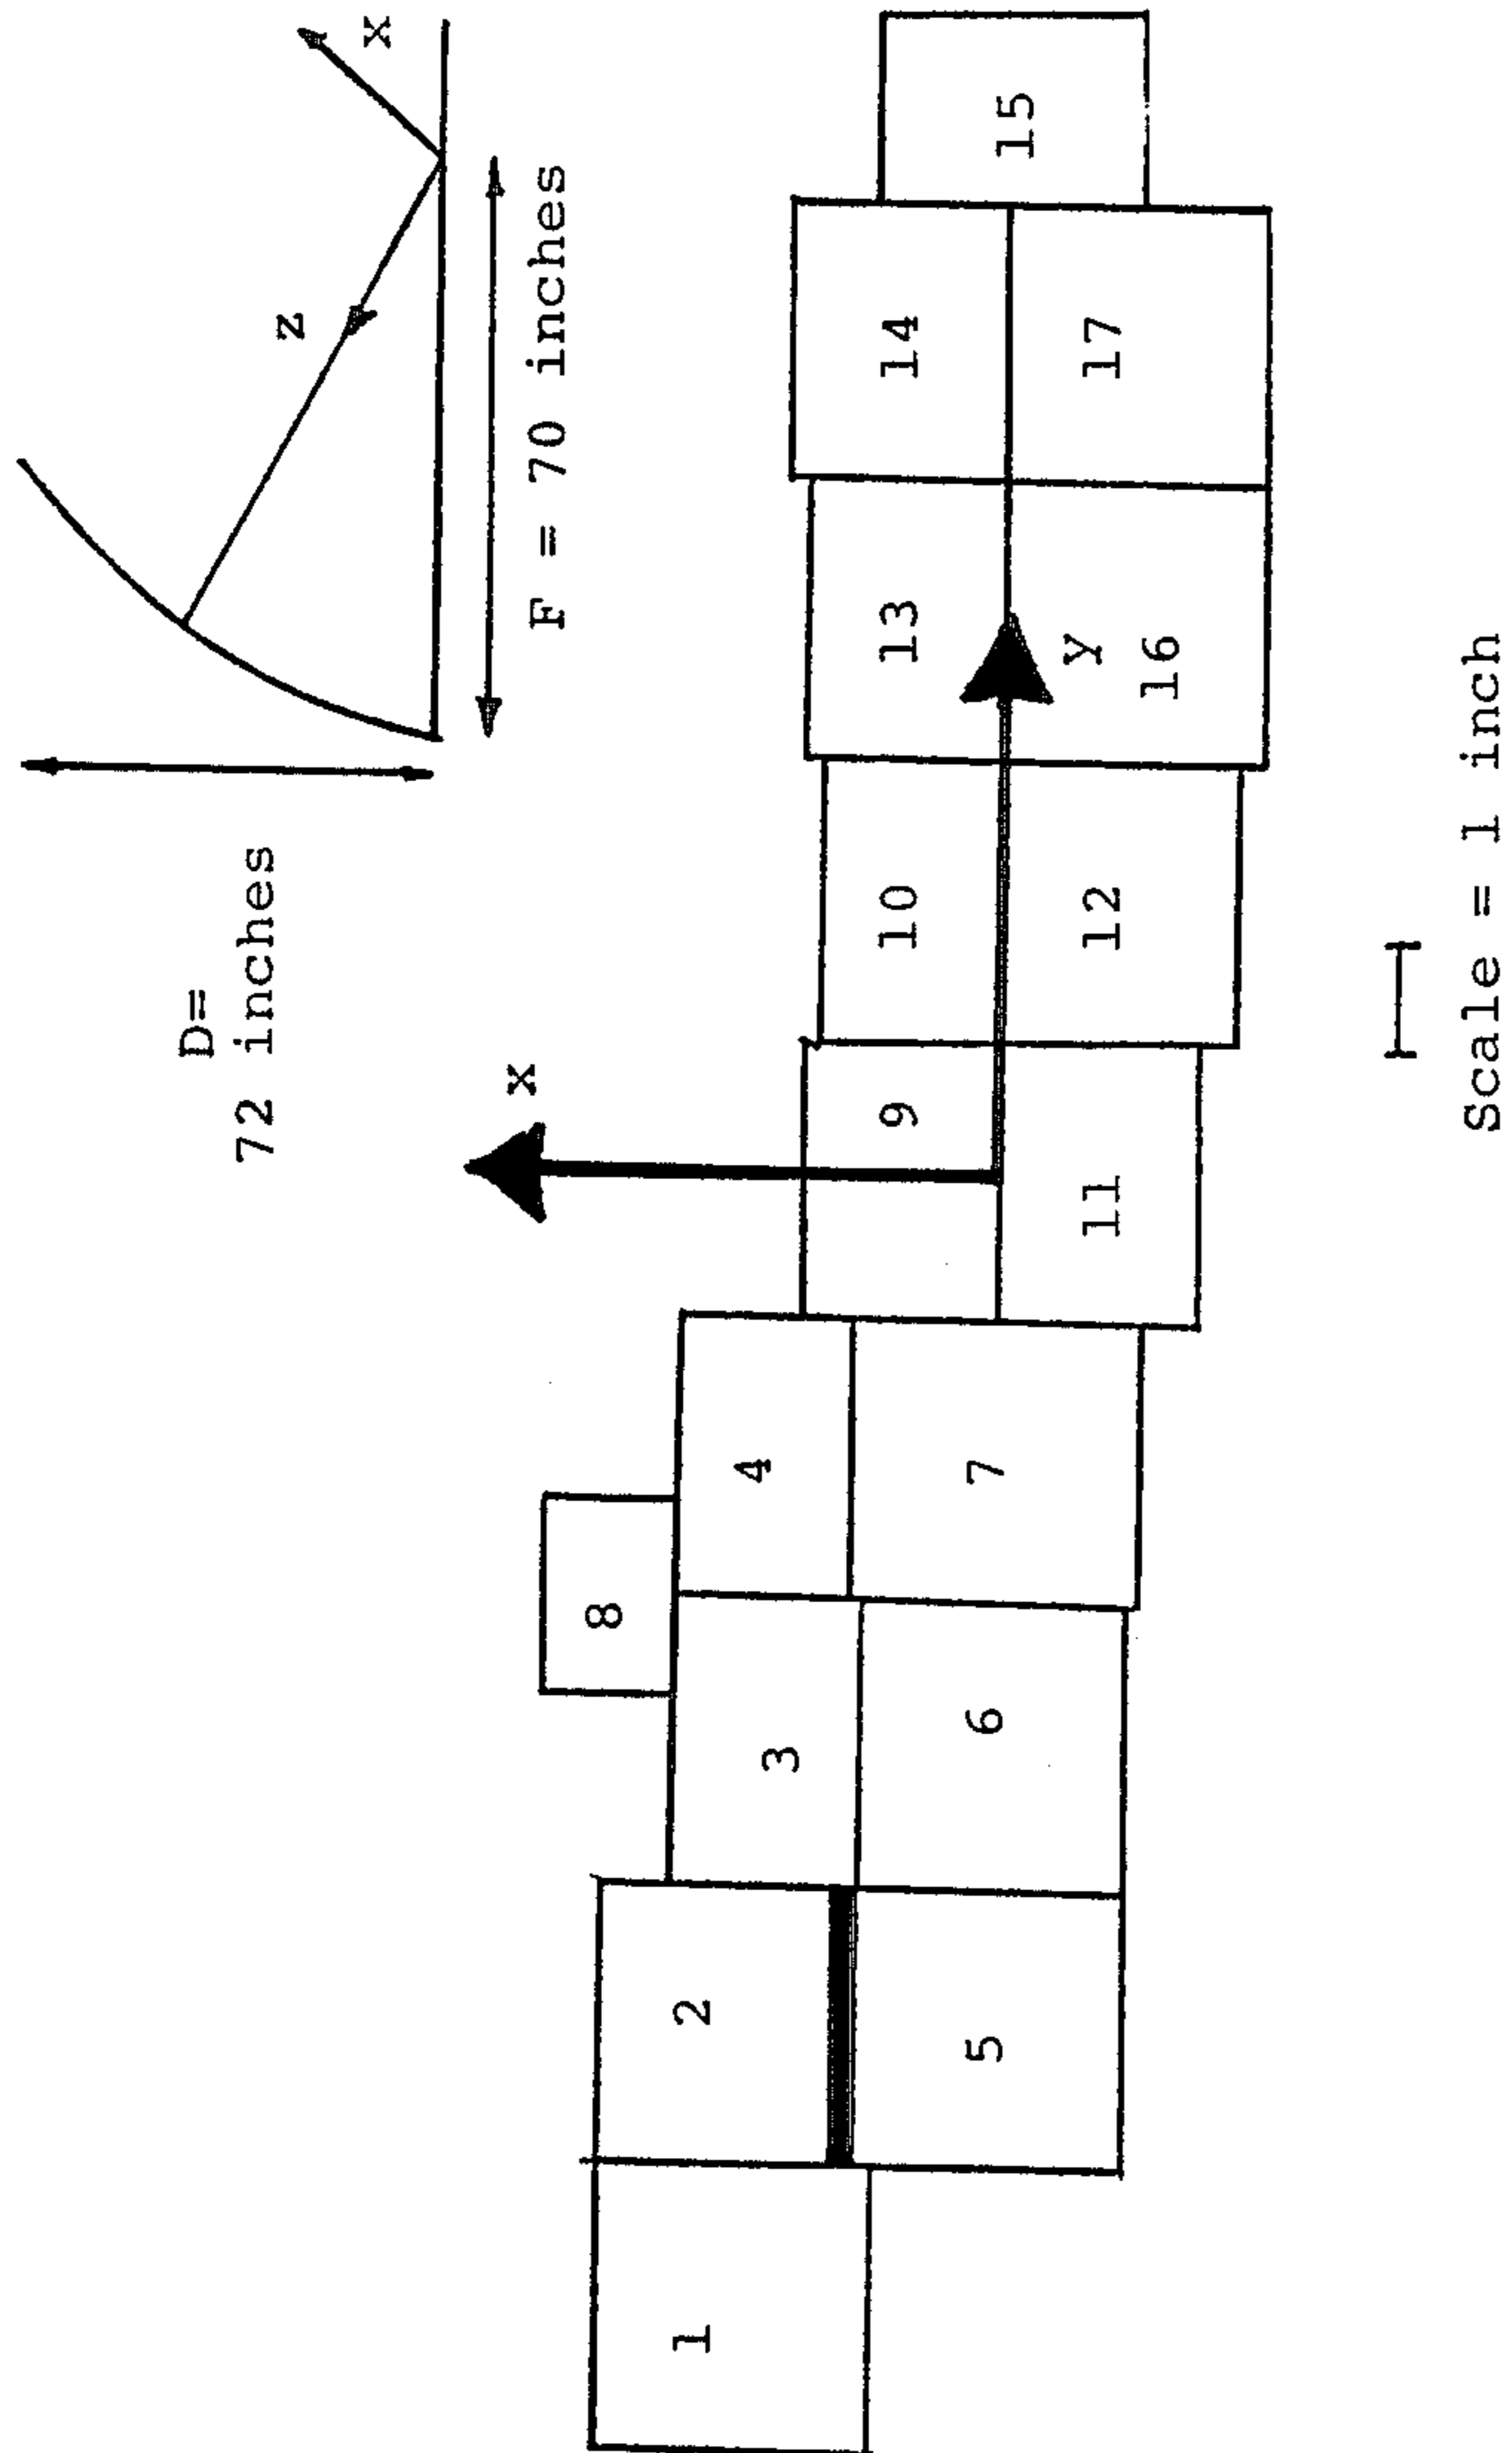 x
z
F = 70 inches
D=
72 inches
x
y
1
2
3
4
5
6
7
8
9
10
11
12
13
14
15
16
17
Scale = 1 inch